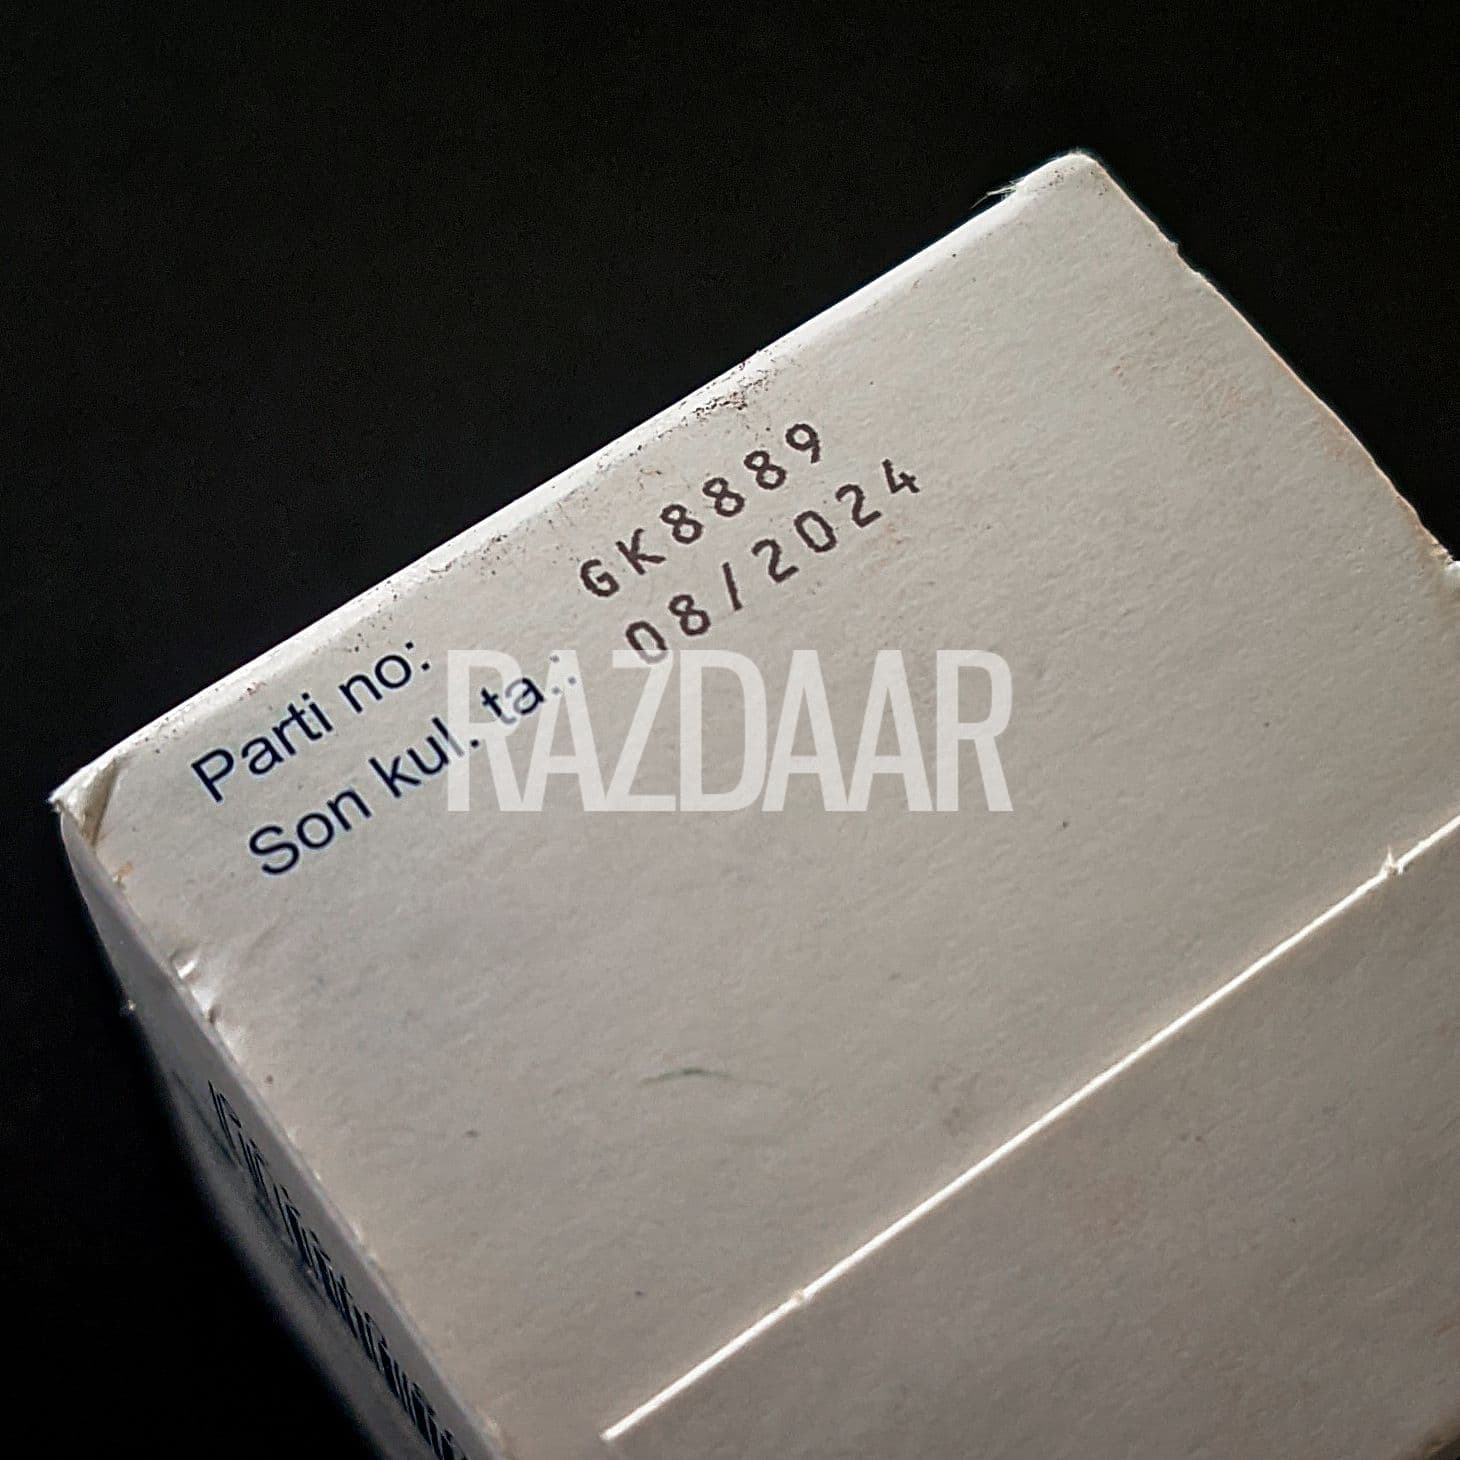 Parti no: GK8889
Son kul. ta.: 08/2024
RAZDAAR